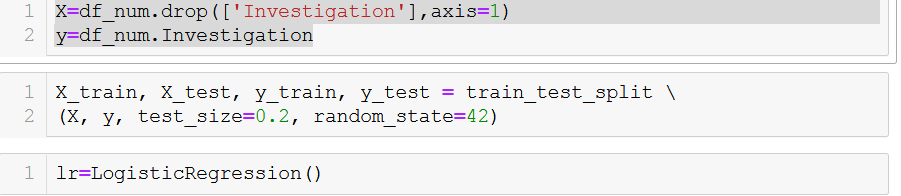 1 X=df_num.drop(['Investigation'],axis=1)
2 y=df_num.Investigation
1 X_train, X_test, y_train, y_test = train_test_split \
2 (X, y, test_size=0.2, random_state=42)
1 lr=LogisticRegression()